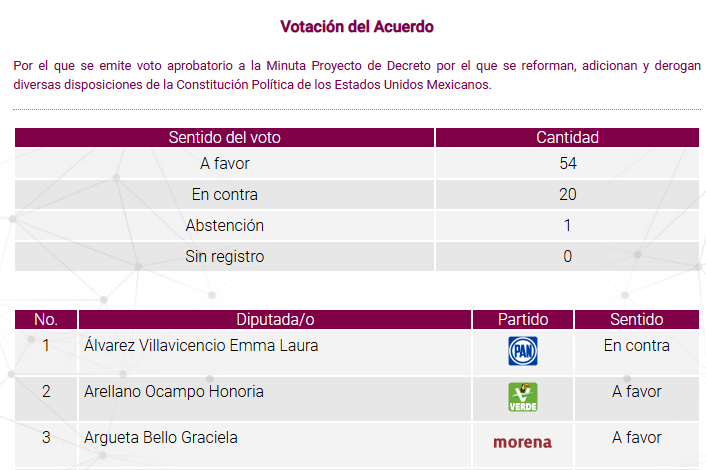 Votación del Acuerdo
Por el que se emite voto aprobatorio a la Minuta Proyecto de Decreto por el que se reforman, adicionan y derogan
diversas disposiciones de la Constitución Política de los Estados Unidos Mexicanos.
Sentido del voto Cantidad
A favor 54
En contra 20
Abstención 1
Sin registro 0
No. Diputada/o Partido Sentido
1 Álvarez Villavicencio Emma Laura PAN En contra
2 Arellano Ocampo Honoria VERDE A favor
3 Argueta Bello Graciela morena A favor